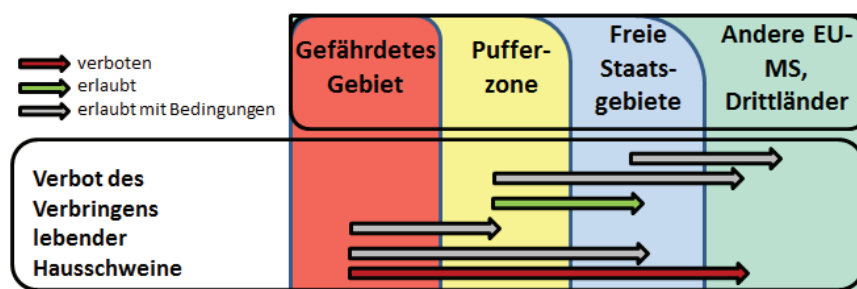 verboten
erlaubt
erlaubt mit Bedingungen
Gefährdetes
Gebiet
Puffer-
zone
Freie
Staats-
gebiete
Andere EU-
MS,
Drittländer
Verbot des
Verbringens
lebender
Hausschweine